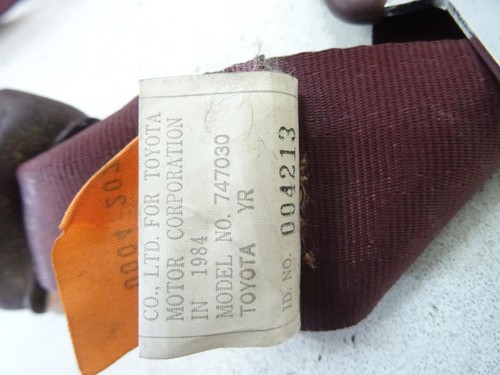 CO., LTD. FOR TOYOTA
MOTOR CORPORATION
IN 1984
MODEL NO. 747030
TOYOTA YR
ID. NO. 004213